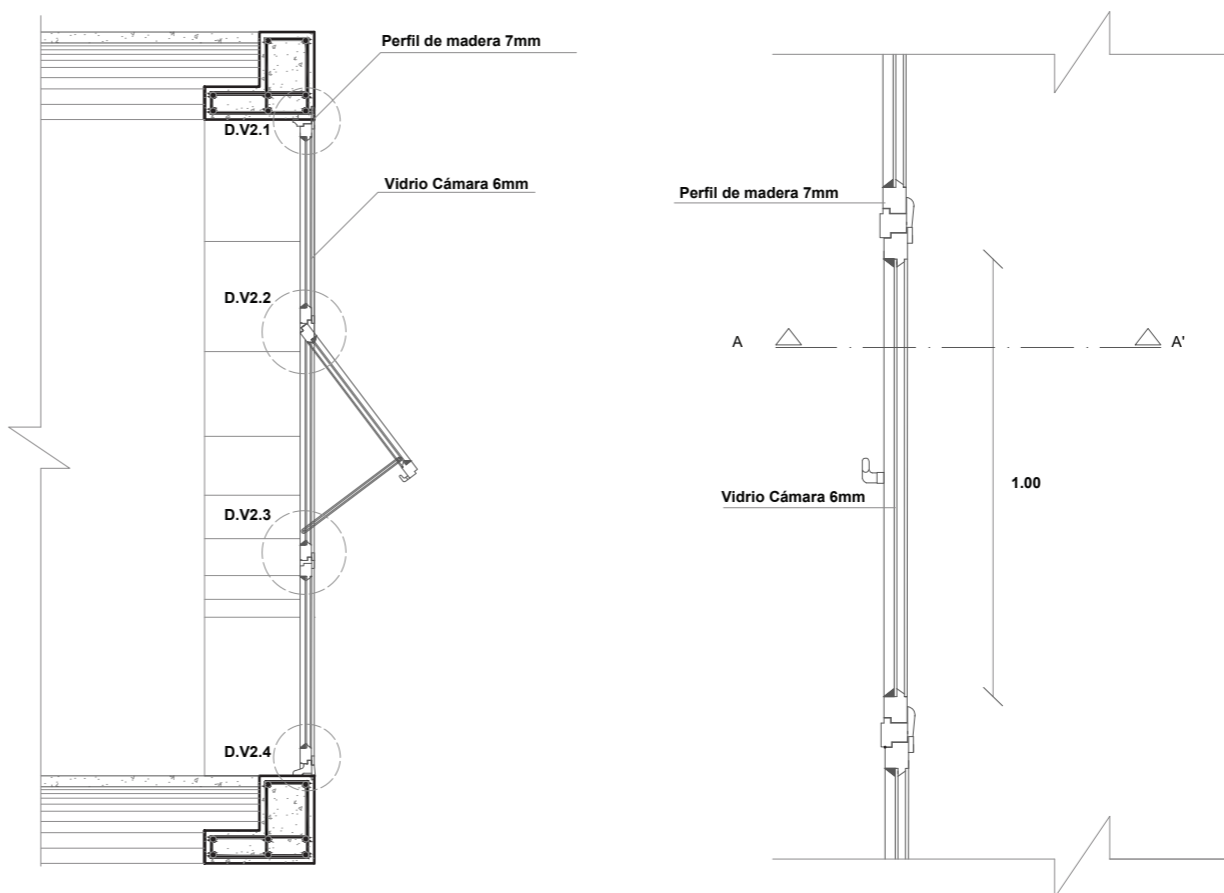 Perfil de madera 7mm
D.V2.1
Vidrio Cámara 6mm
D.V2.2
D.V2.3
D.V2.4
Perfil de madera 7mm
A
A'
1.00
Vidrio Cámara 6mm